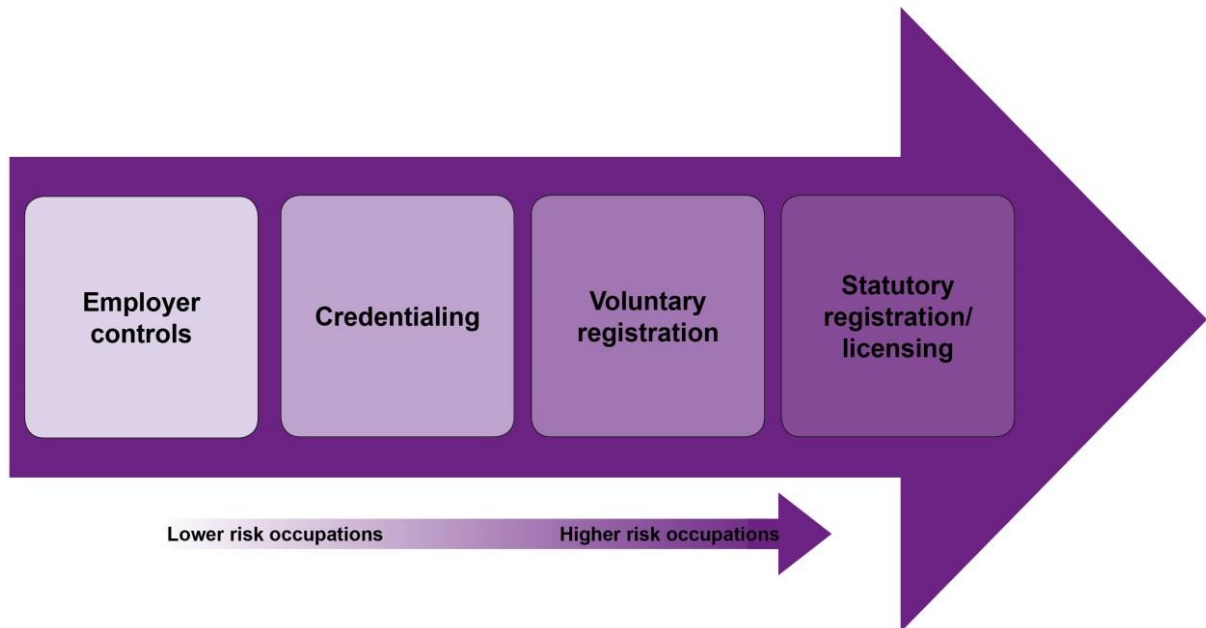 Employer
controls
Credentialing
Voluntary
registration
Statutory
registration/
licensing
Lower risk occupations
Higher risk occupations